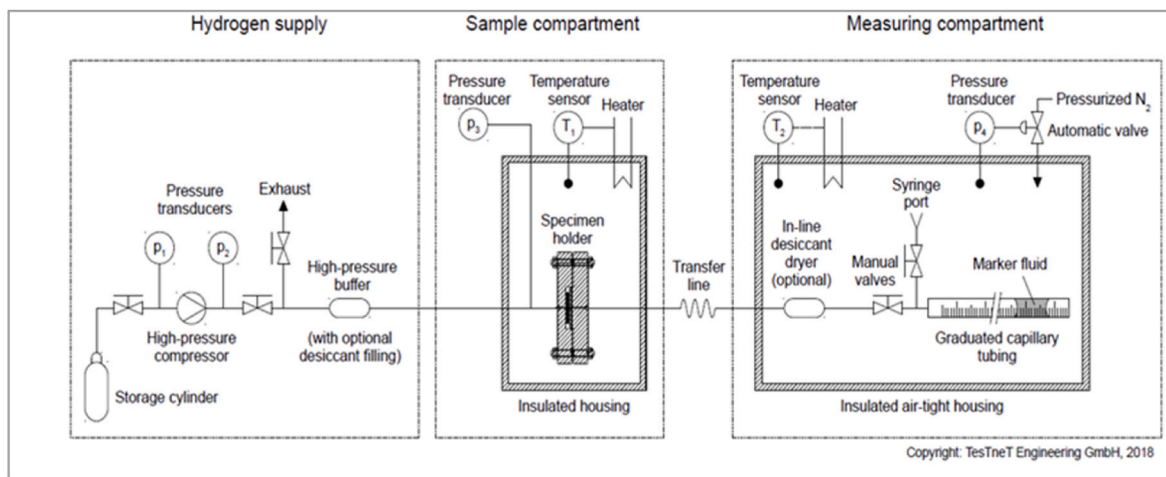 Hydrogen supply
Sample compartment
Measuring compartment
Pressure
transducer
p3
Temperature
sensor
T1
Heater
Temperature
sensor
T2
Heater
Pressure
transducer
p4
Pressurized N2
Automatic valve
Exhaust
Pressure
transducers
p1
p2
High-pressure
buffer
(with optional
desiccant filling)
High-pressure
compressor
Storage cylinder
Specimen
holder
Insulated housing
Transfer
line
In-line
desiccant
dryer
(optional)
Manual
valves
Syringe
port
Marker fluid
Graduated capillary
tubing
Insulated air-tight housing
Copyright: TesTneT Engineering GmbH, 2018